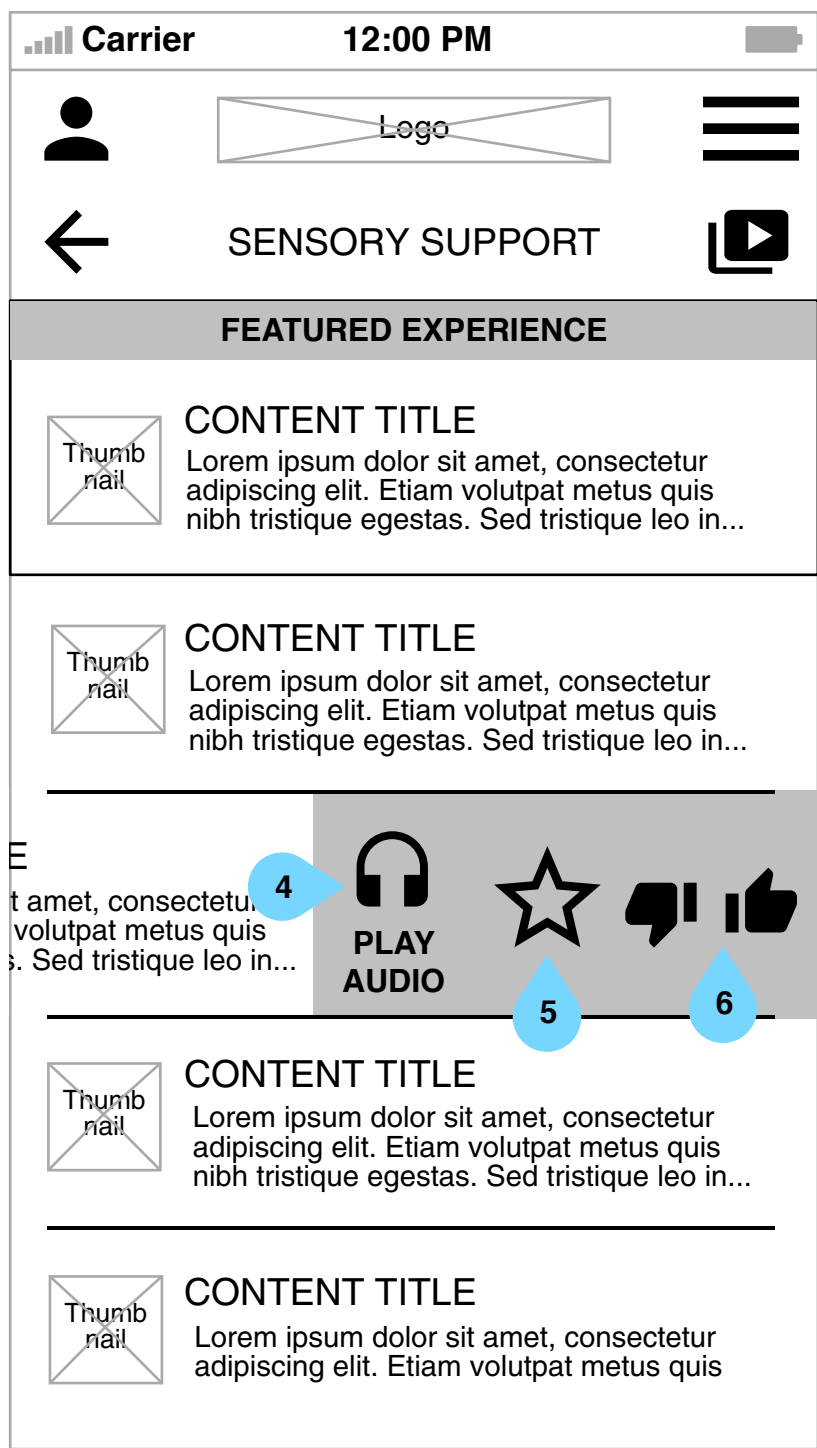 Carrier 12:00 PM
Logo
SENSORY SUPPORT
FEATURED EXPERIENCE
Thumb
nail
CONTENT TITLE
Lorem ipsum dolor sit amet, consectetur
adipiscing elit. Etiam volutpat metus quis
nibh tristique egestas. Sed tristique leo in...
Thumb
nail
CONTENT TITLE
Lorem ipsum dolor sit amet, consectetur
adipiscing elit. Etiam volutpat metus quis
nibh tristique egestas. Sed tristique leo in...
E
t amet, consectetu
volutpat metus quis
s. Sed tristique leo in...
4
PLAY
AUDIO
5
6
Thumb
nail
CONTENT TITLE
Lorem ipsum dolor sit amet, consectetur
adipiscing elit. Etiam volutpat metus quis
nibh tristique egestas. Sed tristique leo in...
Thumb
nail
CONTENT TITLE
Lorem ipsum dolor sit amet, consectetur
adipiscing elit. Etiam volutpat metus quis